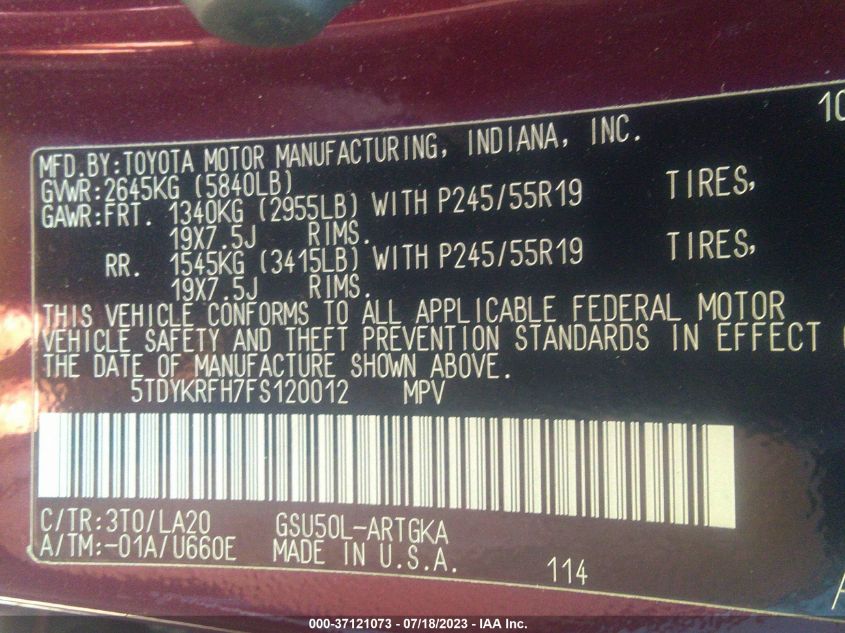 10
MFD.BY:TOYOTA MOTOR MANUFACTURING, INDIANA, INC.
GVWR:2645KG (5840LB)
GAWR:FRT. 1340KG (2955LB) WITH P245/55R19 TIRES,
19X7.5J RIMS.
RR. 1545KG (3415LB) WITH P245/55R19 TIRES,
19X7.5J RIMS.
THIS VEHICLE CONFORMS TO ALL APPLICABLE FEDERAL MOTOR
VEHICLE SAFETY AND THEFT PREVENTION STANDARDS IN EFFECT
THE DATE OF MANUFACTURE SHOWN ABOVE.
5TDYKRFH7FS120012 MPV
C/TR:3T0/LA20 GSU50L-ARTGKA
A/TM:-01A/U660E MADE IN U.S.A.
114
000-37121073 - 07/18/2023 - IAA Inc.